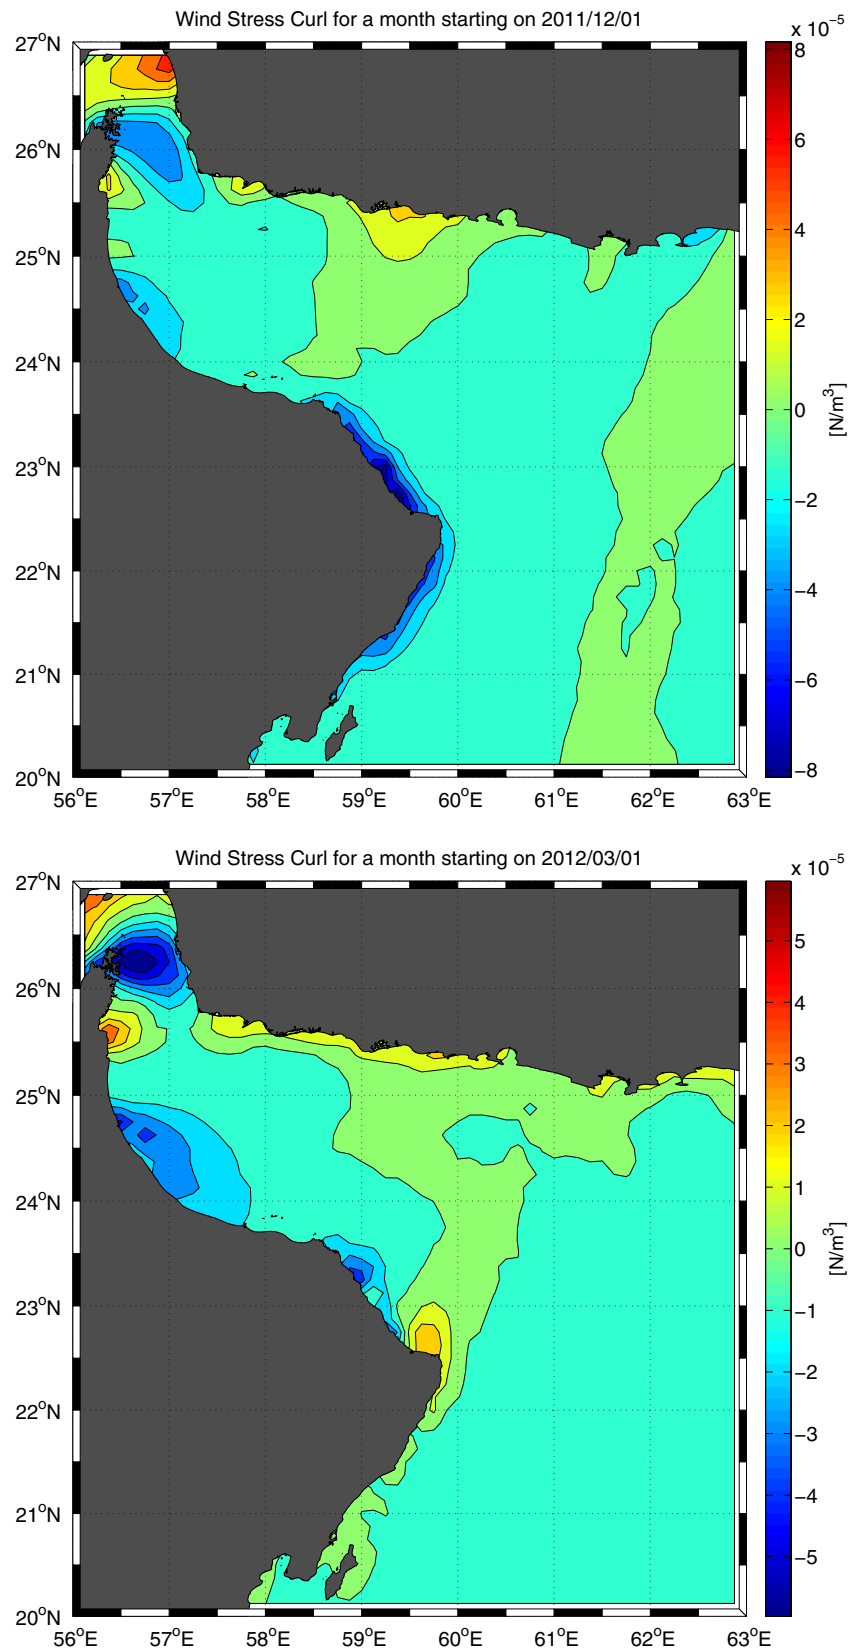 Wind Stress Curl for a month starting on 2011/12/01
x 10⁻⁵
27°N
26°N
25°N
24°N
23°N
22°N
21°N
20°N
56°E 57°E 58°E 59°E 60°E 61°E 62°E 63°E
8
6
4
2
0
−2
−4
−6
−8
[N/m³]
Wind Stress Curl for a month starting on 2012/03/01
x 10⁻⁵
27°N
26°N
25°N
24°N
23°N
22°N
21°N
20°N
56°E 57°E 58°E 59°E 60°E 61°E 62°E 63°E
5
4
3
2
1
0
−1
−2
−3
−4
−5
[N/m³]